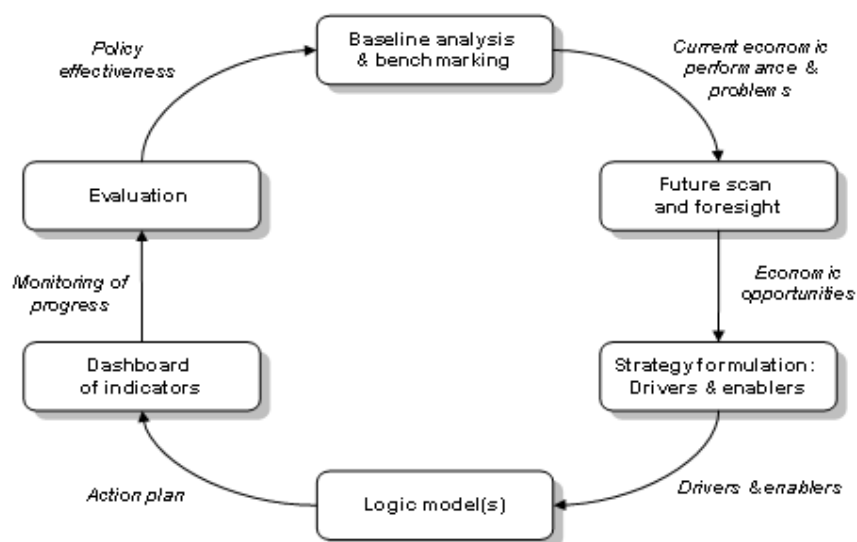 Policy
effectiveness
Baseline analysis
& benchmarking
Current economic
performance &
problems
Evaluation
Future scan
and foresight
Monitoring of
progress
Economic
opportunities
Dashboard
of indicators
Strategy formulation:
Drivers & enablers
Action plan
Logic model(s)
Drivers & enablers